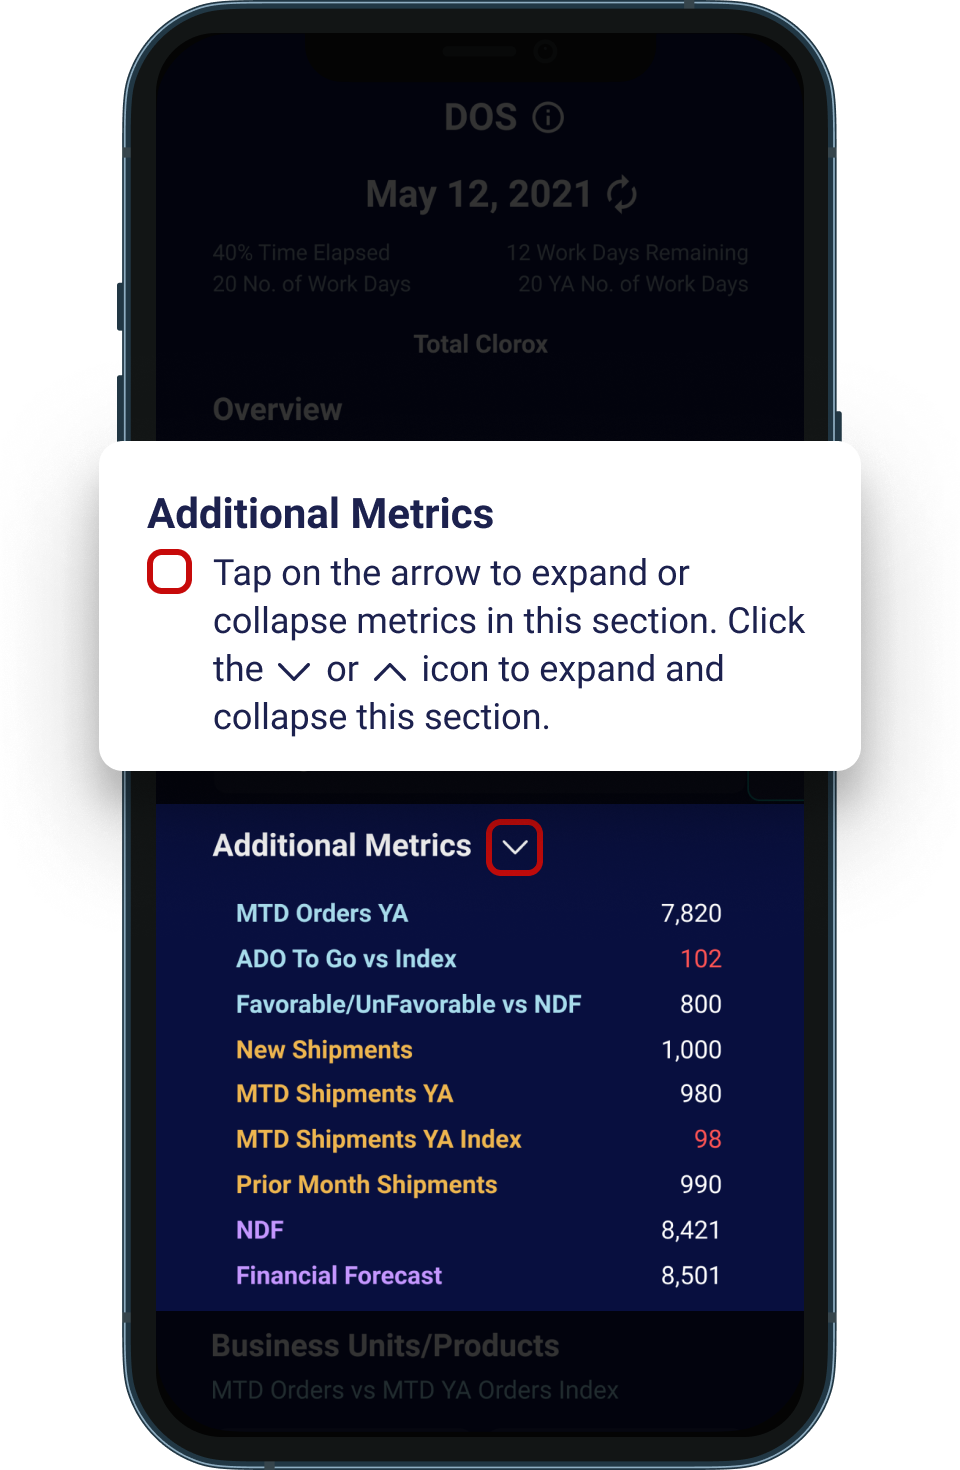 DOS
May 12, 2021
40% Time Elapsed 12 Work Days Remaining
20 No. of Work Days 20 YA No. of Work Days
Total Clorox
Overview
Additional Metrics
Tap on the arrow to expand or
collapse metrics in this section. Click
the or icon to expand and
collapse this section.
Additional Metrics
MTD Orders YA 7,820
ADO To Go vs Index 102
Favorable/UnFavorable vs NDF 800
New Shipments 1,000
MTD Shipments YA 980
MTD Shipments YA Index 98
Prior Month Shipments 990
NDF 8,421
Financial Forecast 8,501
Business Units/Products
MTD Orders vs MTD YA Orders Index